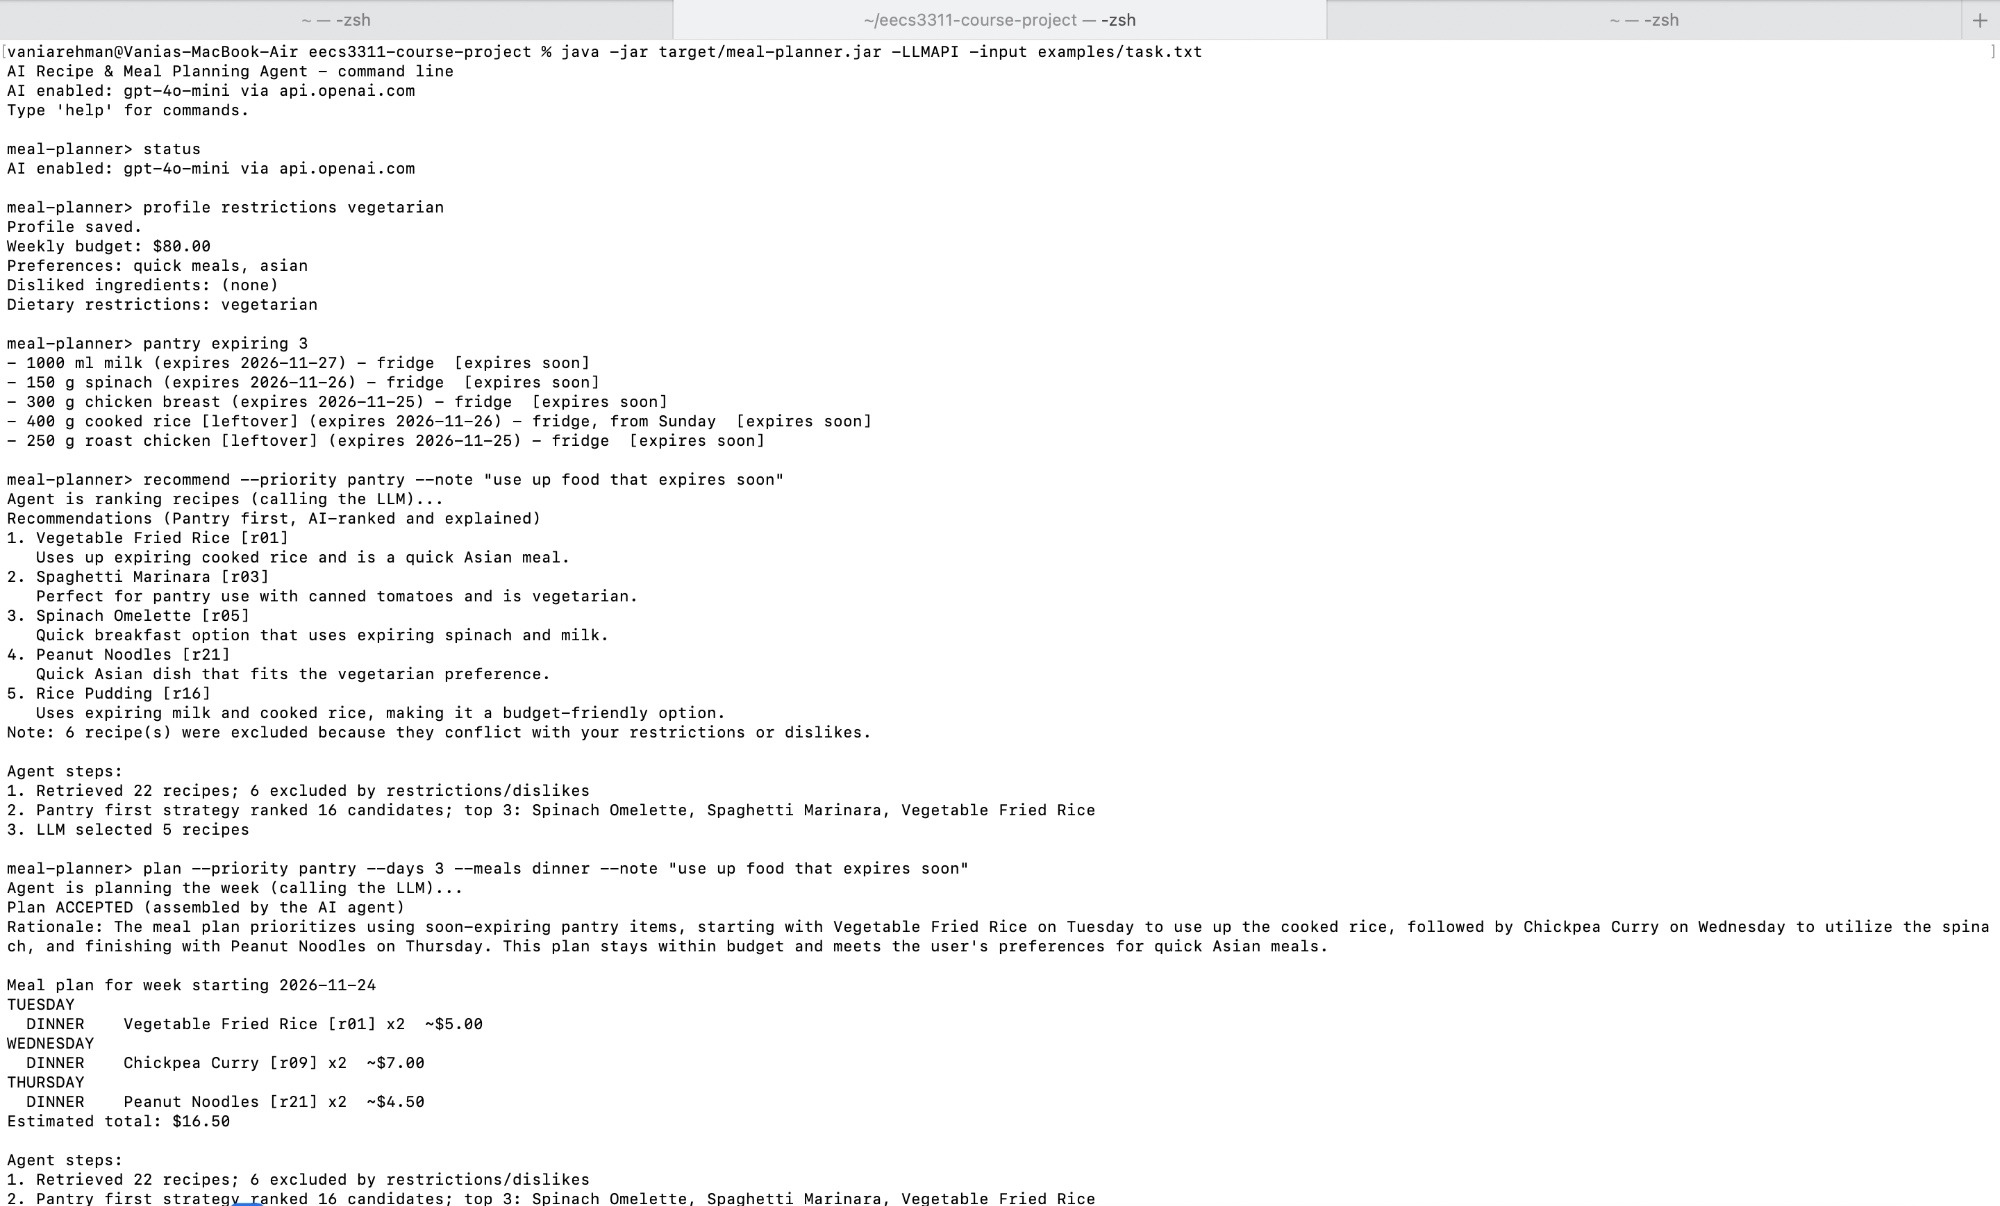 ~ — -zsh
~/eecs3311-course-project — -zsh
~ — -zsh
+
[vaniarehman@Vanias-MacBook-Air eecs3311-course-project % java -jar target/meal-planner.jar -LLMAPI -input examples/task.txt ]
AI Recipe & Meal Planning Agent - command line
AI enabled: gpt-4o-mini via api.openai.com
Type 'help' for commands.

meal-planner> status
AI enabled: gpt-4o-mini via api.openai.com

meal-planner> profile restrictions vegetarian
Profile saved.
Weekly budget: $80.00
Preferences: quick meals, asian
Disliked ingredients: (none)
Dietary restrictions: vegetarian

meal-planner> pantry expiring 3
- 1000 ml milk (expires 2026-11-27) - fridge  [expires soon]
- 150 g spinach (expires 2026-11-26) - fridge  [expires soon]
- 300 g chicken breast (expires 2026-11-25) - fridge  [expires soon]
- 400 g cooked rice [leftover] (expires 2026-11-26) - fridge, from Sunday  [expires soon]
- 250 g roast chicken [leftover] (expires 2026-11-25) - fridge  [expires soon]

meal-planner> recommend --priority pantry --note "use up food that expires soon"
Agent is ranking recipes (calling the LLM)...
Recommendations (Pantry first, AI-ranked and explained)
1. Vegetable Fried Rice [r01]
   Uses up expiring cooked rice and is a quick Asian meal.
2. Spaghetti Marinara [r03]
   Perfect for pantry use with canned tomatoes and is vegetarian.
3. Spinach Omelette [r05]
   Quick breakfast option that uses expiring spinach and milk.
4. Peanut Noodles [r21]
   Quick Asian dish that fits the vegetarian preference.
5. Rice Pudding [r16]
   Uses expiring milk and cooked rice, making it a budget-friendly option.
Note: 6 recipe(s) were excluded because they conflict with your restrictions or dislikes.

Agent steps:
1. Retrieved 22 recipes; 6 excluded by restrictions/dislikes
2. Pantry first strategy ranked 16 candidates; top 3: Spinach Omelette, Spaghetti Marinara, Vegetable Fried Rice
3. LLM selected 5 recipes

meal-planner> plan --priority pantry --days 3 --meals dinner --note "use up food that expires soon"
Agent is planning the week (calling the LLM)...
Plan ACCEPTED (assembled by the AI agent)
Rationale: The meal plan prioritizes using soon-expiring pantry items, starting with Vegetable Fried Rice on Tuesday to use up the cooked rice, followed by Chickpea Curry on Wednesday to utilize the spina
ch, and finishing with Peanut Noodles on Thursday. This plan stays within budget and meets the user's preferences for quick Asian meals.

Meal plan for week starting 2026-11-24
TUESDAY
  DINNER    Vegetable Fried Rice [r01] x2  ~$5.00
WEDNESDAY
  DINNER    Chickpea Curry [r09] x2  ~$7.00
THURSDAY
  DINNER    Peanut Noodles [r21] x2  ~$4.50
Estimated total: $16.50

Agent steps:
1. Retrieved 22 recipes; 6 excluded by restrictions/dislikes
2. Pantry first strategy ranked 16 candidates; top 3: Spinach Omelette, Spaghetti Marinara, Vegetable Fried Rice